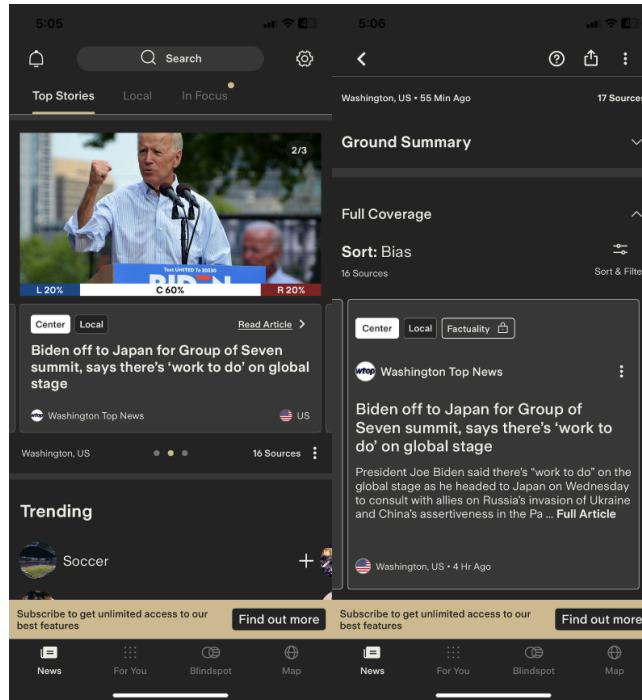 5:05
Search
Top Stories
Local
In Focus
2/3
Text UNITED To 30330
BIDEN
L 20%
C 60%
R 20%
Center
Local
Read Article
Biden off to Japan for Group of Seven
summit, says there's ‘work to do’ on global
stage
wtop
Washington Top News
US
Washington, US
16 Sources
Trending
Soccer
Subscribe to get unlimited access to our
best features
Find out more
News
For You
Blindspot
Map
5:06
Washington, US • 55 Min Ago
17 Sources
Ground Summary
Full Coverage
Sort: Bias
16 Sources
Sort & Filte
Center
Local
Factuality
wtop
Washington Top News
Biden off to Japan for Group of
Seven summit, says there's ‘work to
do’ on global stage
President Joe Biden said there's “work to do” on the
global stage as he headed to Japan on Wednesday
to consult with allies on Russia's invasion of Ukraine
and China's assertiveness in the Pa ... Full Article
Washington, US • 4 Hr Ago
Subscribe to get unlimited access to our
best features
Find out more
News
For You
Blindspot
Map